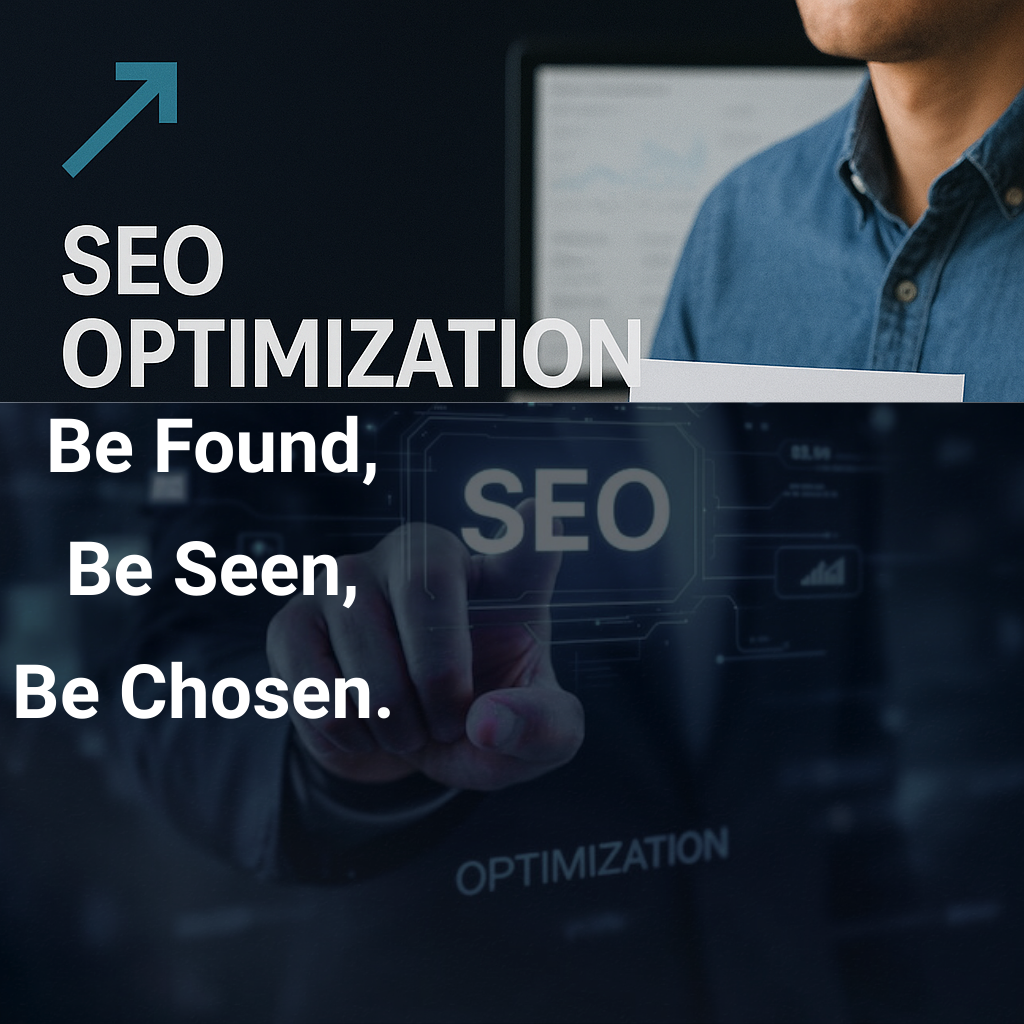 SEO
OPTIMIZATION
Be Found,
SEO
Be Seen,
Be Chosen.
OPTIMIZATION